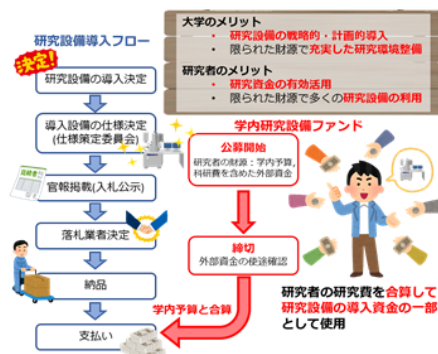 大学のメリット
• 研究設備の戦略的・計画的導入
• 限られた財源で充実した研究環境整備
研究者のメリット
• 研究資金の有効活用
• 限られた財源で多くの研究設備の利用
研究設備導入フロー
決定!
研究設備の導入決定
導入設備の仕様決定
(仕様策定委員会)
官報掲載(入札公示)
落札業者決定
納品
支払い
学内研究設備ファンド
公募開始
研究者の財源:学内予算,
科研費を含めた外部資金
締切
外部資金の使途確認
学内予算と合算
研究者の研究費を合算して
研究設備の導入資金の一部
として使用